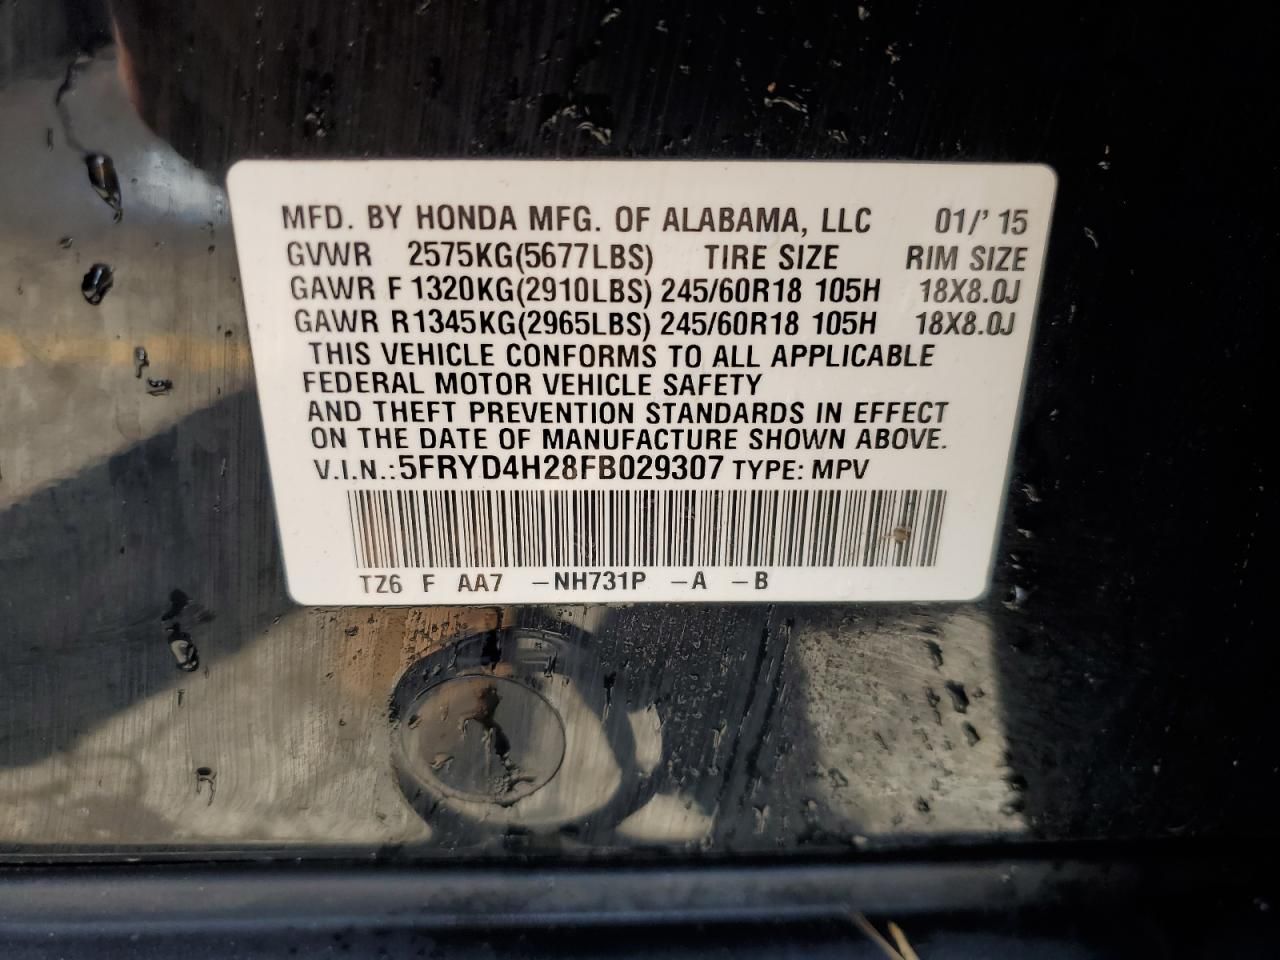 MFD. BY HONDA MFG. OF ALABAMA, LLC 01/' 15
GVWR 2575KG(5677LBS) TIRE SIZE RIM SIZE
GAWR F 1320KG(2910LBS) 245/60R18 105H 18X8.0J
GAWR R1345KG(2965LBS) 245/60R18 105H 18X8.0J
THIS VEHICLE CONFORMS TO ALL APPLICABLE
FEDERAL MOTOR VEHICLE SAFETY
AND THEFT PREVENTION STANDARDS IN EFFECT
ON THE DATE OF MANUFACTURE SHOWN ABOVE.
V.I.N.:5FRYD4H28FB029307 TYPE: MPV
TZ6 F AA7 -NH731P -A -B